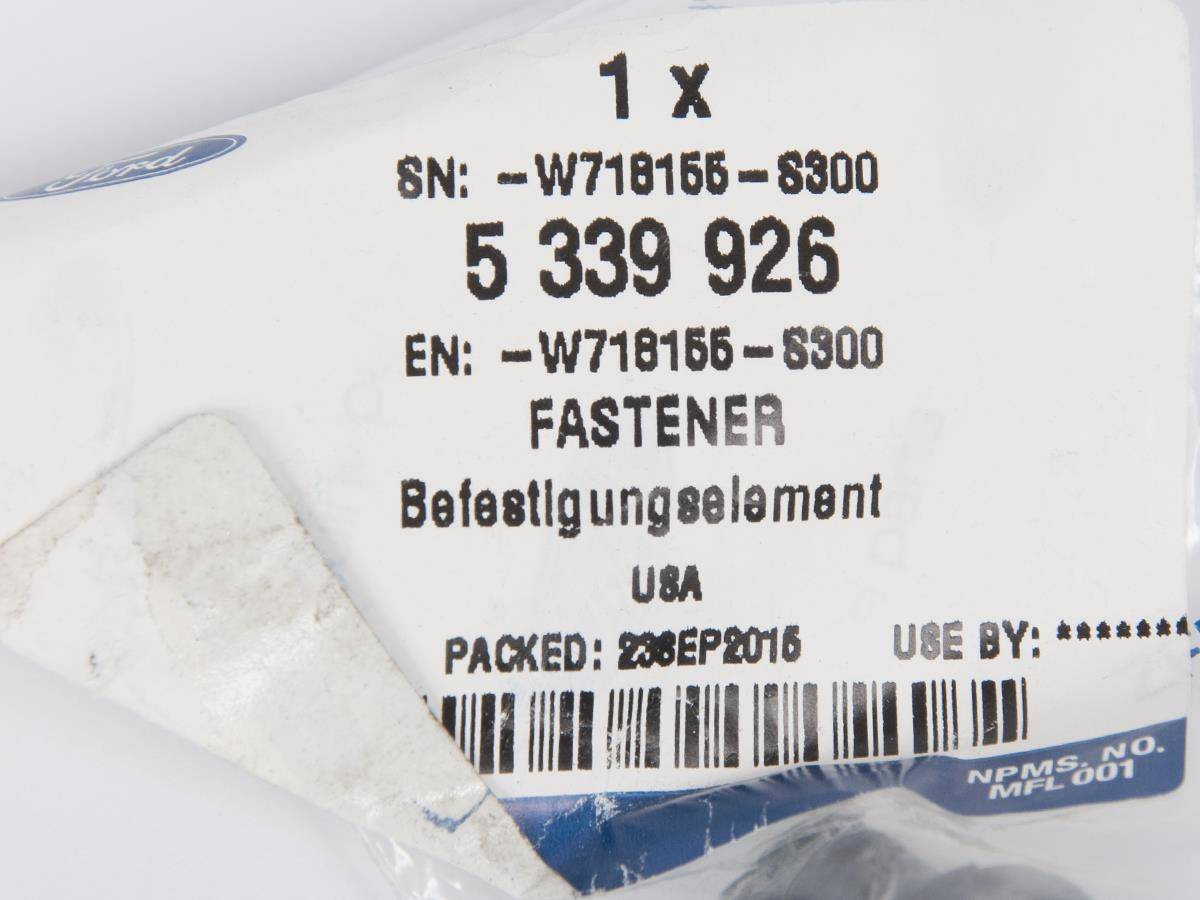 1 x
Ford
SN: -W718155-S300
5 339 926
EN: -W718155-S300
FASTENER
Befestigungselement
USA
PACKED: 23SEP2015 USE BY: *******
NPMS. NO.
MFL 001